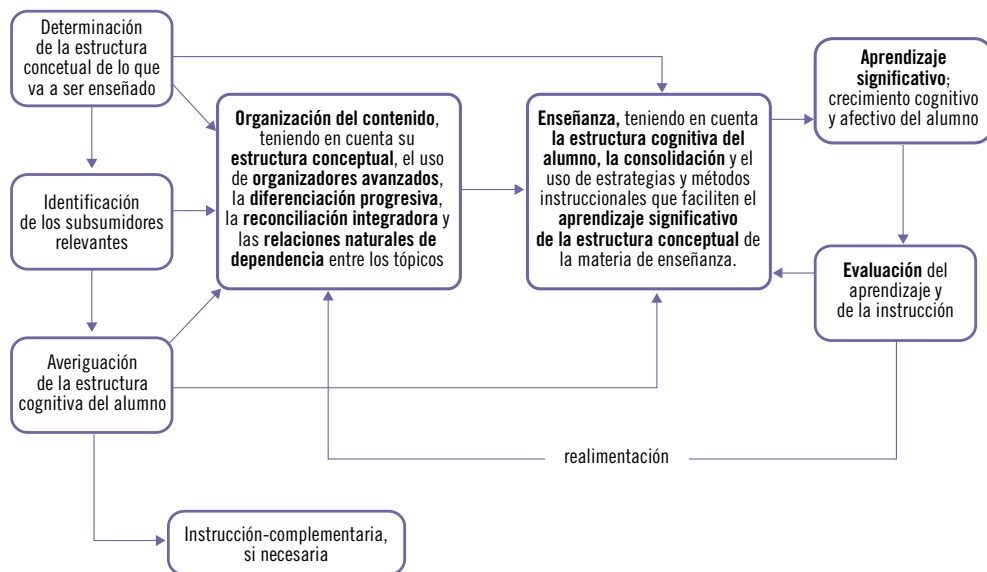 Determinación
de la estructura
concetual de lo que
va a ser enseñado
Identificación
de los subsumidores
relevantes
Averiguación
de la estructura
cognitiva del alumno
Organización del contenido,
teniendo en cuenta su
estructura conceptual, el uso
de organizadores avanzados,
la diferenciación progresiva,
la reconciliación integradora y
las relaciones naturales de
dependencia entre los tópicos
Enseñanza, teniendo en cuenta
la estructura cognitiva del
alumno, la consolidación y el
uso de estrategias y métodos
instruccionales que faciliten el
aprendizaje significativo
de la estructura conceptual de
la materia de enseñanza.
Aprendizaje
significativo;
crecimiento cognitivo
y afectivo del alumno
Evaluación del
aprendizaje y
de la instrucción
realimentación
Instrucción-complementaria,
si necesaria